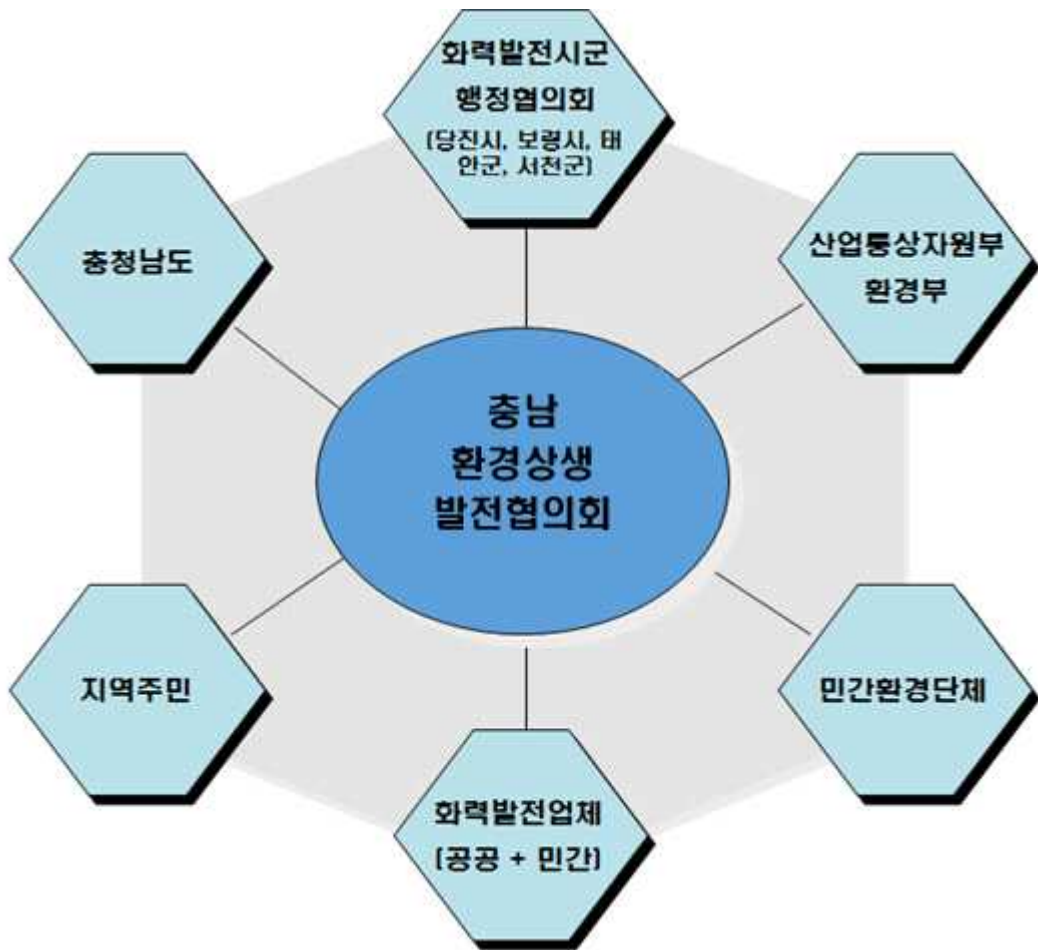 화력발전시군
행정협의회
(당진시, 보령시, 태
안군, 서천군)
충청남도
산업통상자원부
환경부
충남
환경상생
발전협의회
지역주민
민간환경단체
화력발전업체
(공공 + 민간)